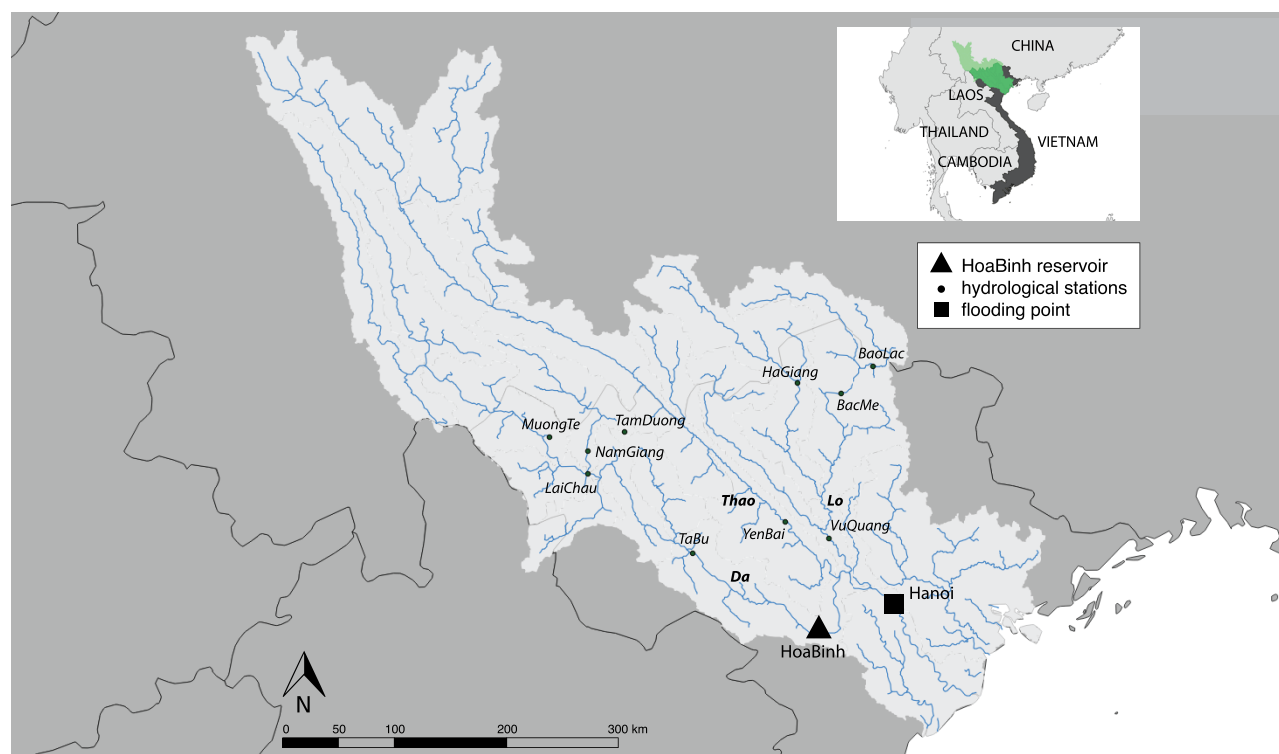 CHINA
LAOS
THAILAND
VIETNAM
CAMBODIA
HoaBinh reservoir
hydrological stations
flooding point
BaoLac
HaGiang
BacMe
MuongTe
TamDuong
NamGiang
LaiChau
Thao
Lo
YenBai
VuQuang
TaBu
Da
Hanoi
HoaBinh
N
0 50 100 200 300 km